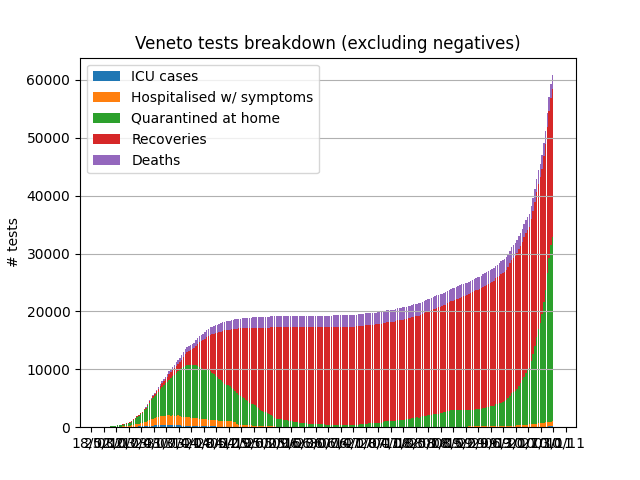 Veneto tests breakdown (excluding negatives)
ICU cases
Hospitalised w/ symptoms
Quarantined at home
Recoveries
Deaths
60000
50000
40000
30000
20000
10000
0
# tests